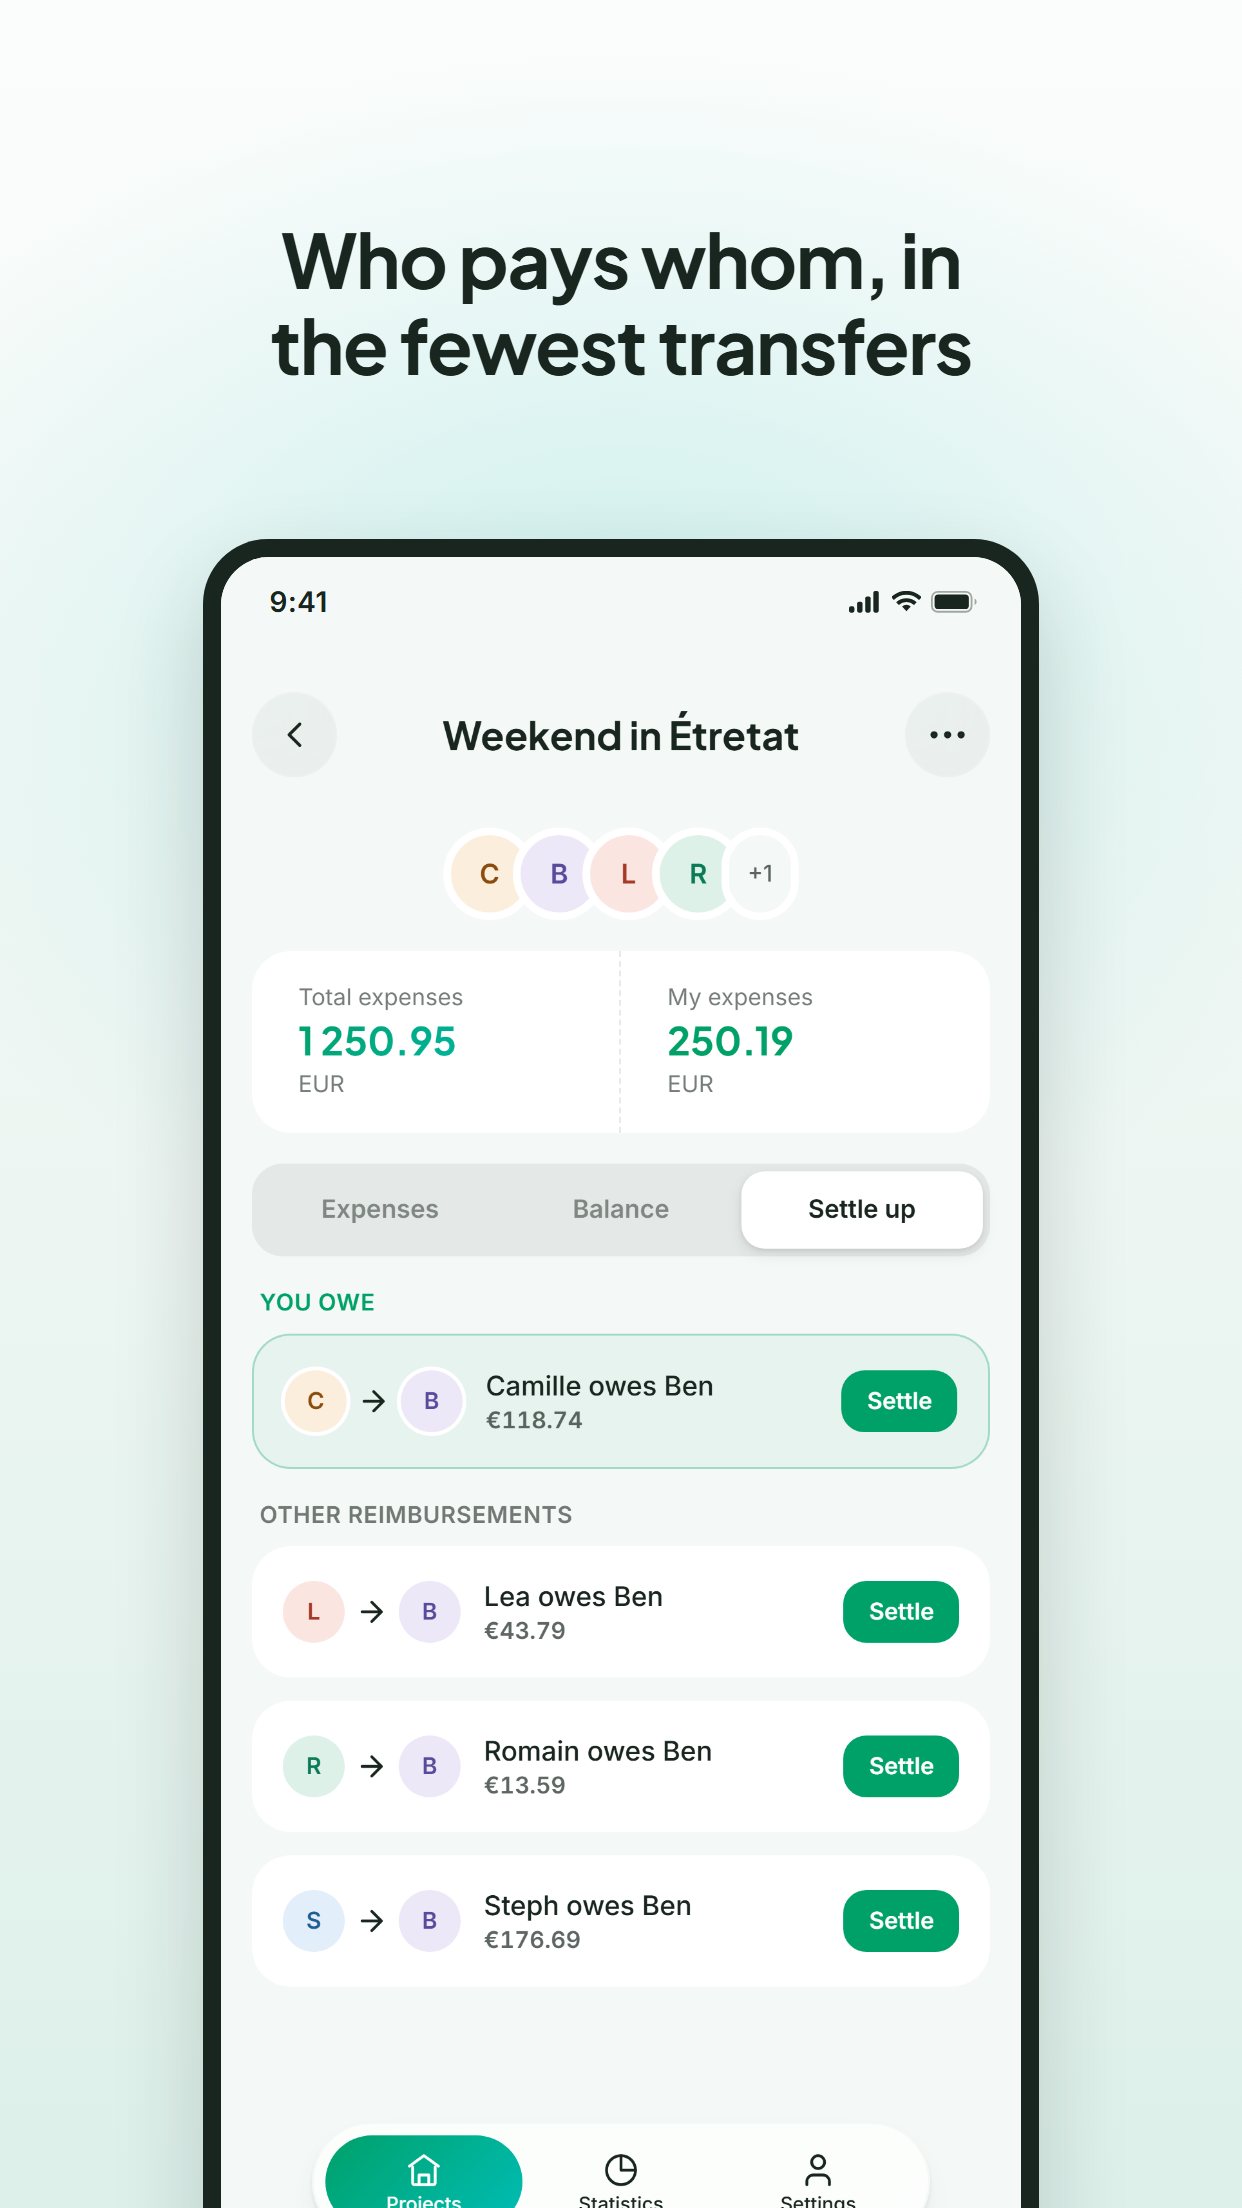 Who pays whom, in
the fewest transfers
9:41
Weekend in Étretat
C B L R +1
Total expenses
1 250.95
EUR
My expenses
250.19
EUR
Expenses Balance Settle up
YOU OWE
C → B Camille owes Ben
€118.74
Settle
OTHER REIMBURSEMENTS
L → B Lea owes Ben
€43.79
Settle
R → B Romain owes Ben
€13.59
Settle
S → B Steph owes Ben
€176.69
Settle
Projects Statistics Settings